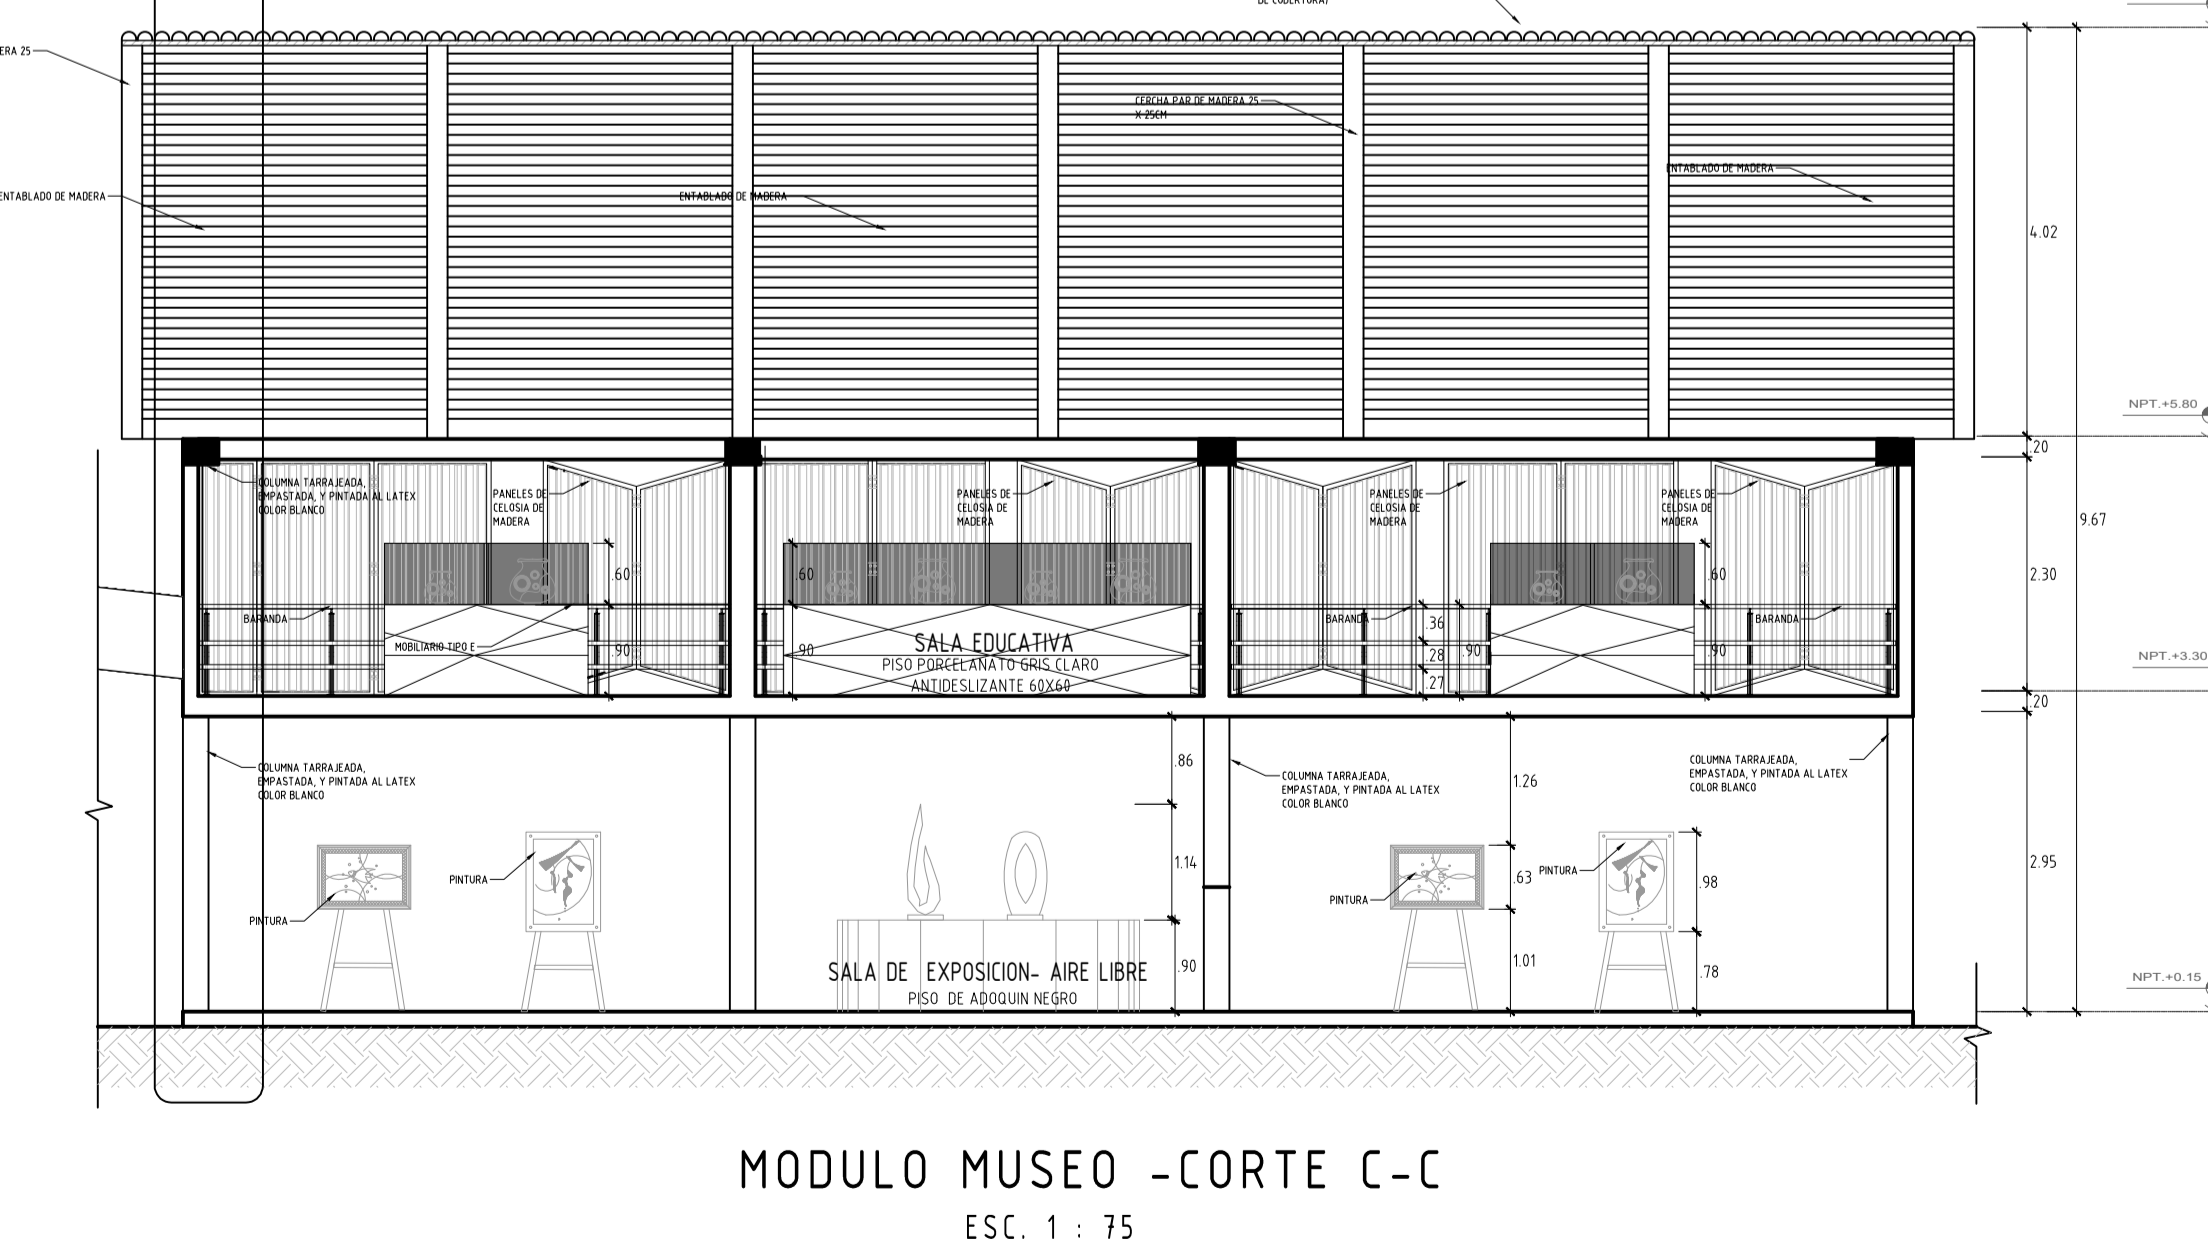 DE COBERTURA)
ERA 25
CERCHA PAR DE MADERA 25
X 25CM
ENTABLADO DE MADERA
ENTABLADO DE MADERA
ENTABLADO DE MADERA
4.02
NPT.+5.80
.20
COLUMNA TARRAJEADA,
EMPASTADA, Y PINTADA AL LATEX
COLOR BLANCO
PANELES DE
CELOSIA DE
MADERA
PANELES DE
CELOSIA DE
MADERA
PANELES DE
CELOSIA DE
MADERA
PANELES DE
CELOSIA DE
MADERA
9.67
.60
.60
.60
2.30
BARANDA
MOBILIARIO TIPO E
.90
.90
SALA EDUCATIVA
PISO PORCELANATO GRIS CLARO
ANTIDESLIZANTE 60X60
BARANDA
.36
.28
.27
.90
.90
BARANDA
NPT.+3.30
.20
COLUMNA TARRAJEADA,
EMPASTADA, Y PINTADA AL LATEX
COLOR BLANCO
.86
COLUMNA TARRAJEADA,
EMPASTADA, Y PINTADA AL LATEX
COLOR BLANCO
1.26
COLUMNA TARRAJEADA,
EMPASTADA, Y PINTADA AL LATEX
COLOR BLANCO
PINTURA
PINTURA
1.14
PINTURA
.63
PINTURA
.98
2.95
SALA DE EXPOSICION- AIRE LIBRE
PISO DE ADOQUIN NEGRO
.90
1.01
.78
NPT.+0.15
MODULO MUSEO -CORTE C-C
ESC. 1 : 75